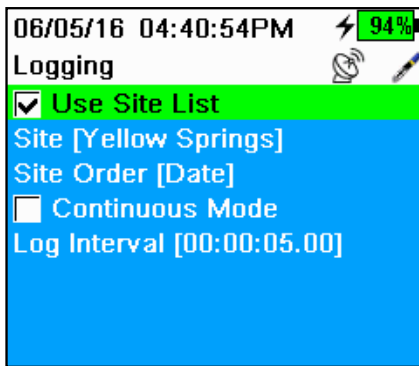 06/05/16 04:40:54PM 94%
Logging
Use Site List
Site [Yellow Springs]
Site Order [Date]
Continuous Mode
Log Interval [00:00:05.00]